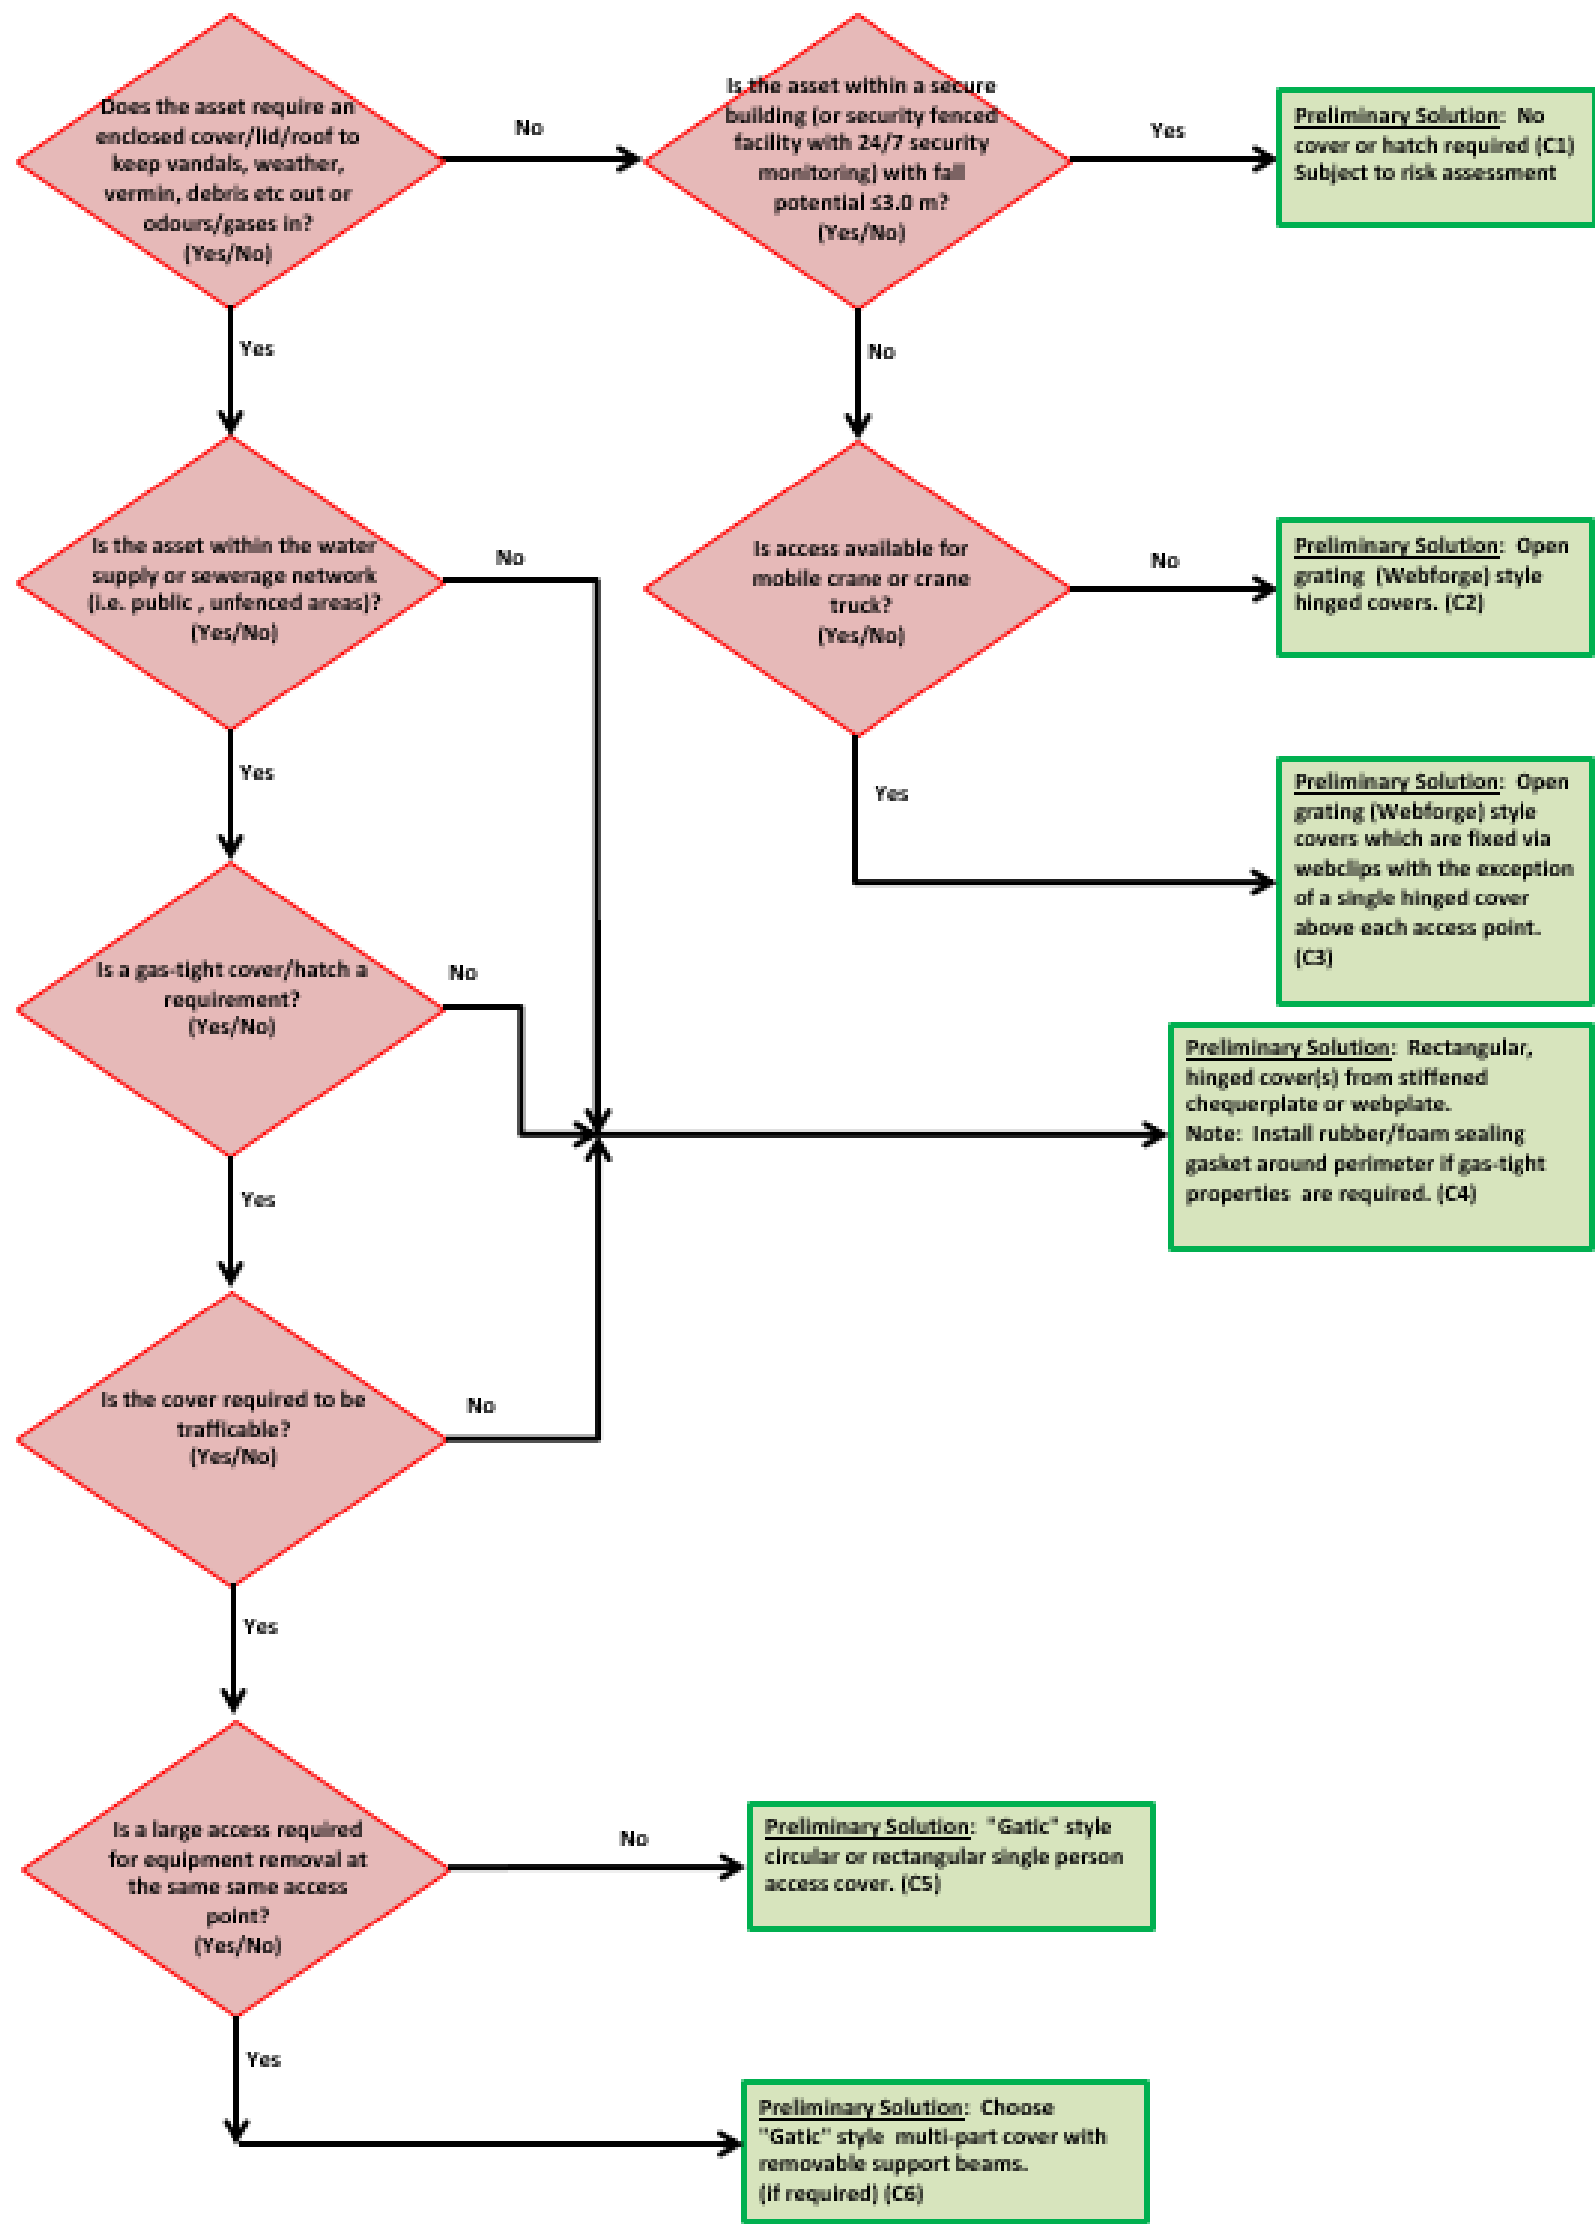 Does the asset require an
enclosed cover/lid/roof to
keep vandals, weather,
vermin, debris etc out or
odours/gases in?
(Yes/No)
No
Is the asset within a secure
building (or security fenced
facility with 24/7 security
monitoring) with fall
potential ≤3.0 m?
(Yes/No)
Yes
Preliminary Solution: No
cover or hatch required (C1)
Subject to risk assessment
Yes
No
Is the asset within the water
supply or sewerage network
(i.e. public , unfenced areas)?
(Yes/No)
No
Is access available for
mobile crane or crane
truck?
(Yes/No)
No
Preliminary Solution: Open
grating (Webforge) style
hinged covers. (C2)
Yes
Yes
Preliminary Solution: Open
grating (Webforge) style
covers which are fixed via
webclips with the exception
of a single hinged cover
above each access point.
(C3)
Is a gas-tight cover/hatch a
requirement?
(Yes/No)
No
Preliminary Solution: Rectangular,
hinged cover(s) from stiffened
chequerplate or webplate.
Note: Install rubber/foam sealing
gasket around perimeter if gas-tight
properties are required. (C4)
Yes
Is the cover required to be
trafficable?
(Yes/No)
No
Yes
Is a large access required
for equipment removal at
the same same access
point?
(Yes/No)
No
Preliminary Solution: "Gatic" style
circular or rectangular single person
access cover. (C5)
Yes
Preliminary Solution: Choose
"Gatic" style multi-part cover with
removable support beams.
(if required) (C6)